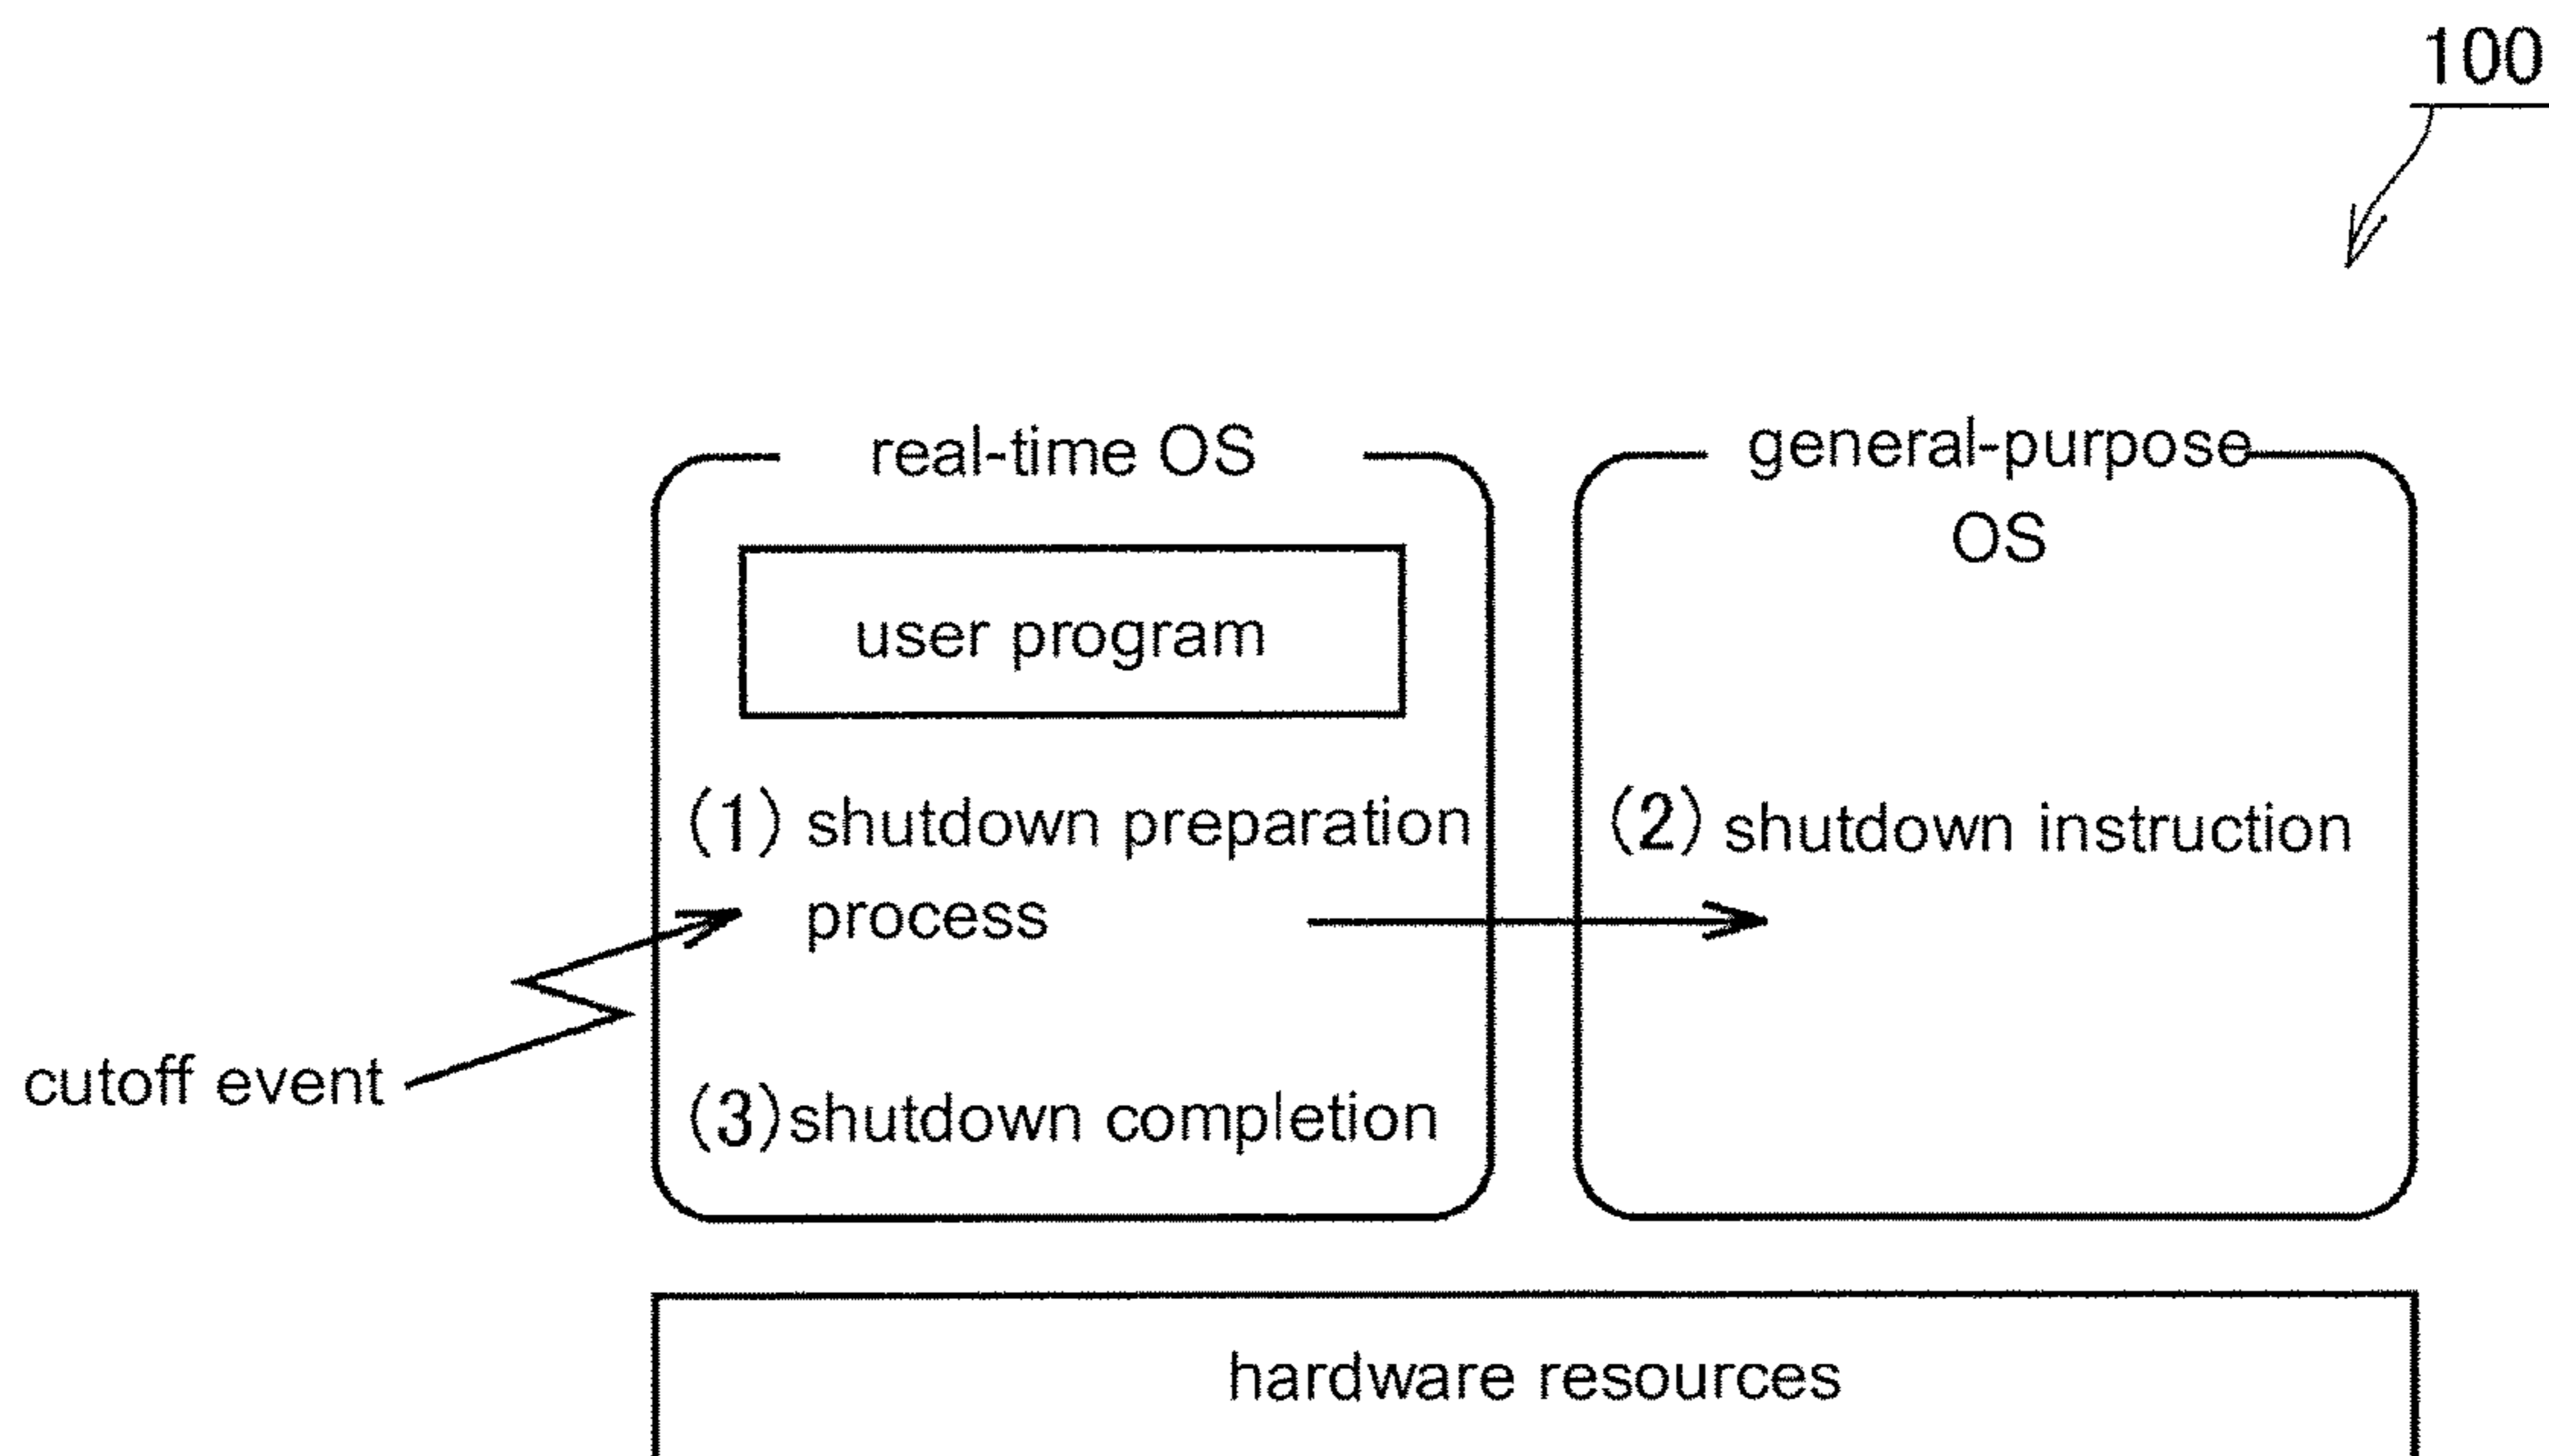 100
real-time OS
general-purpose
OS
user program
(1) shutdown preparation
process
(2) shutdown instruction
cutoff event
(3)shutdown completion
hardware resources